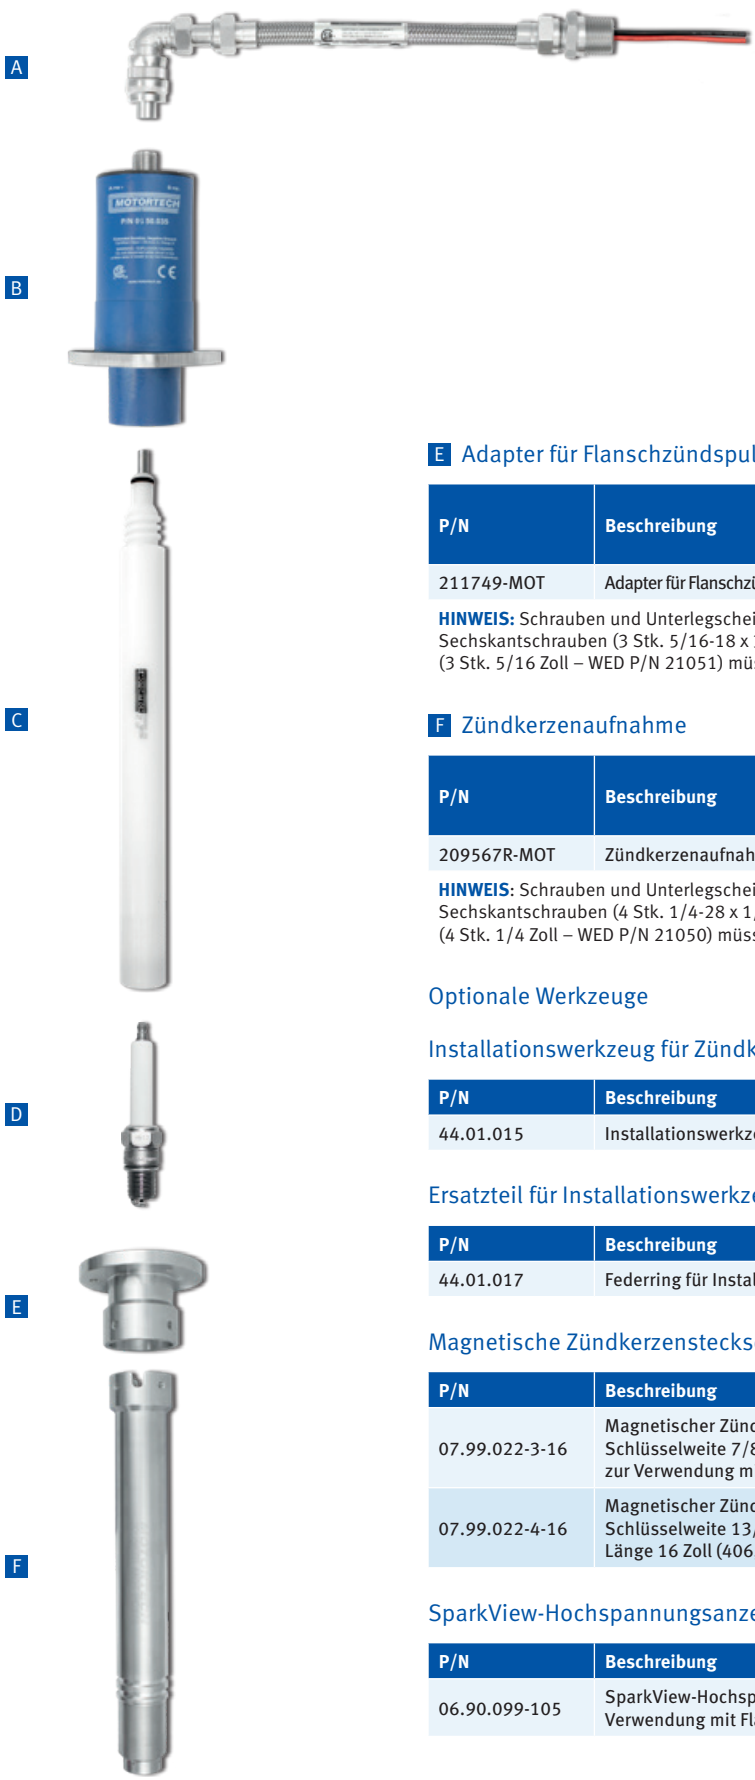 A
B
MOTORTECH
CE
C
D
E
F
E Adapter für Flanschzündspul
P/N Beschreibung
211749-MOT Adapter für Flanschzü
HINWEIS: Schrauben und Unterlegschei
Sechskantschrauben (3 Stk. 5/16-18 x
(3 Stk. 5/16 Zoll – WED P/N 21051) mü
F Zündkerzenaufnahme
P/N Beschreibung
209567R-MOT Zündkerzenaufnah
HINWEIS: Schrauben und Unterlegschei
Sechskantschrauben (4 Stk. 1/4-28 x 1/
(4 Stk. 1/4 Zoll – WED P/N 21050) müss
Optionale Werkzeuge
Installationswerkzeug für Zündk
P/N Beschreibung
44.01.015 Installationswerkze
Ersatzteil für Installationswerkze
P/N Beschreibung
44.01.017 Federring für Instal
Magnetische Zündkerzensteck
P/N Beschreibung
07.99.022-3-16 Magnetischer Zünd
Schlüsselweite 7/8
zur Verwendung m
07.99.022-4-16 Magnetischer Zünd
Schlüsselweite 13/
Länge 16 Zoll (406
SparkView-Hochspannungsanze
P/N Beschreibung
06.90.099-105 SparkView-Hochsp
Verwendung mit Fl